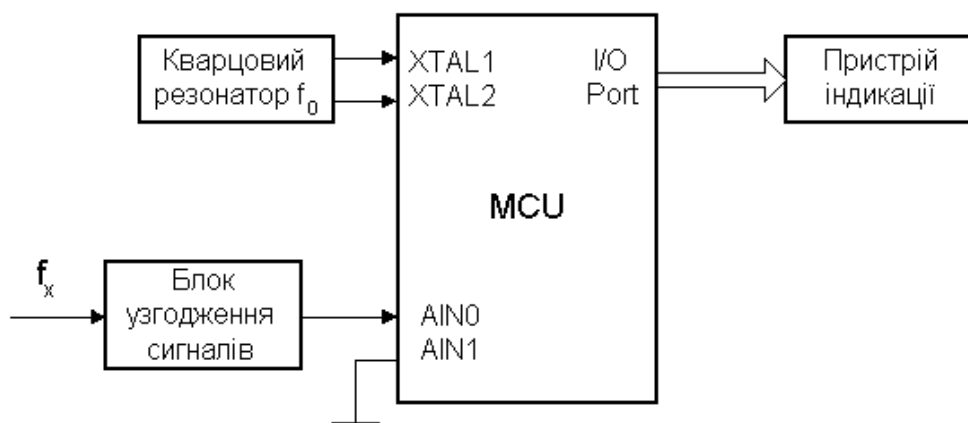 Кварцовий
резонатор f₀
XTAL1
XTAL2
I/O
Port
Пристрій
індикації
MCU
fₓ
Блок
узгодження
сигналів
AIN0
AIN1